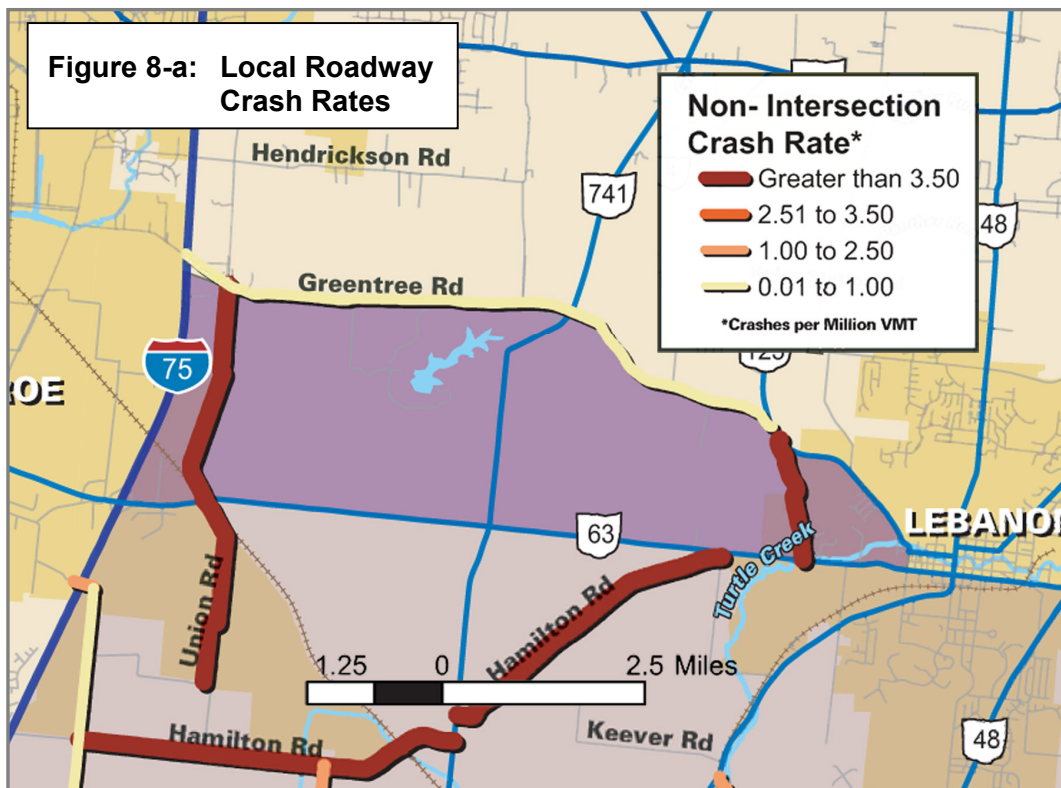 Figure 8-a: Local Roadway
Crash Rates
Non- Intersection
Crash Rate*
Greater than 3.50
2.51 to 3.50
1.00 to 2.50
0.01 to 1.00
*Crashes per Million VMT
Hendrickson Rd
741
48
Greentree Rd
75
63
LEBANON
Turtle Creek
Union Rd
Hamilton Rd
1.25 0 2.5 Miles
Hamilton Rd
Keever Rd
48